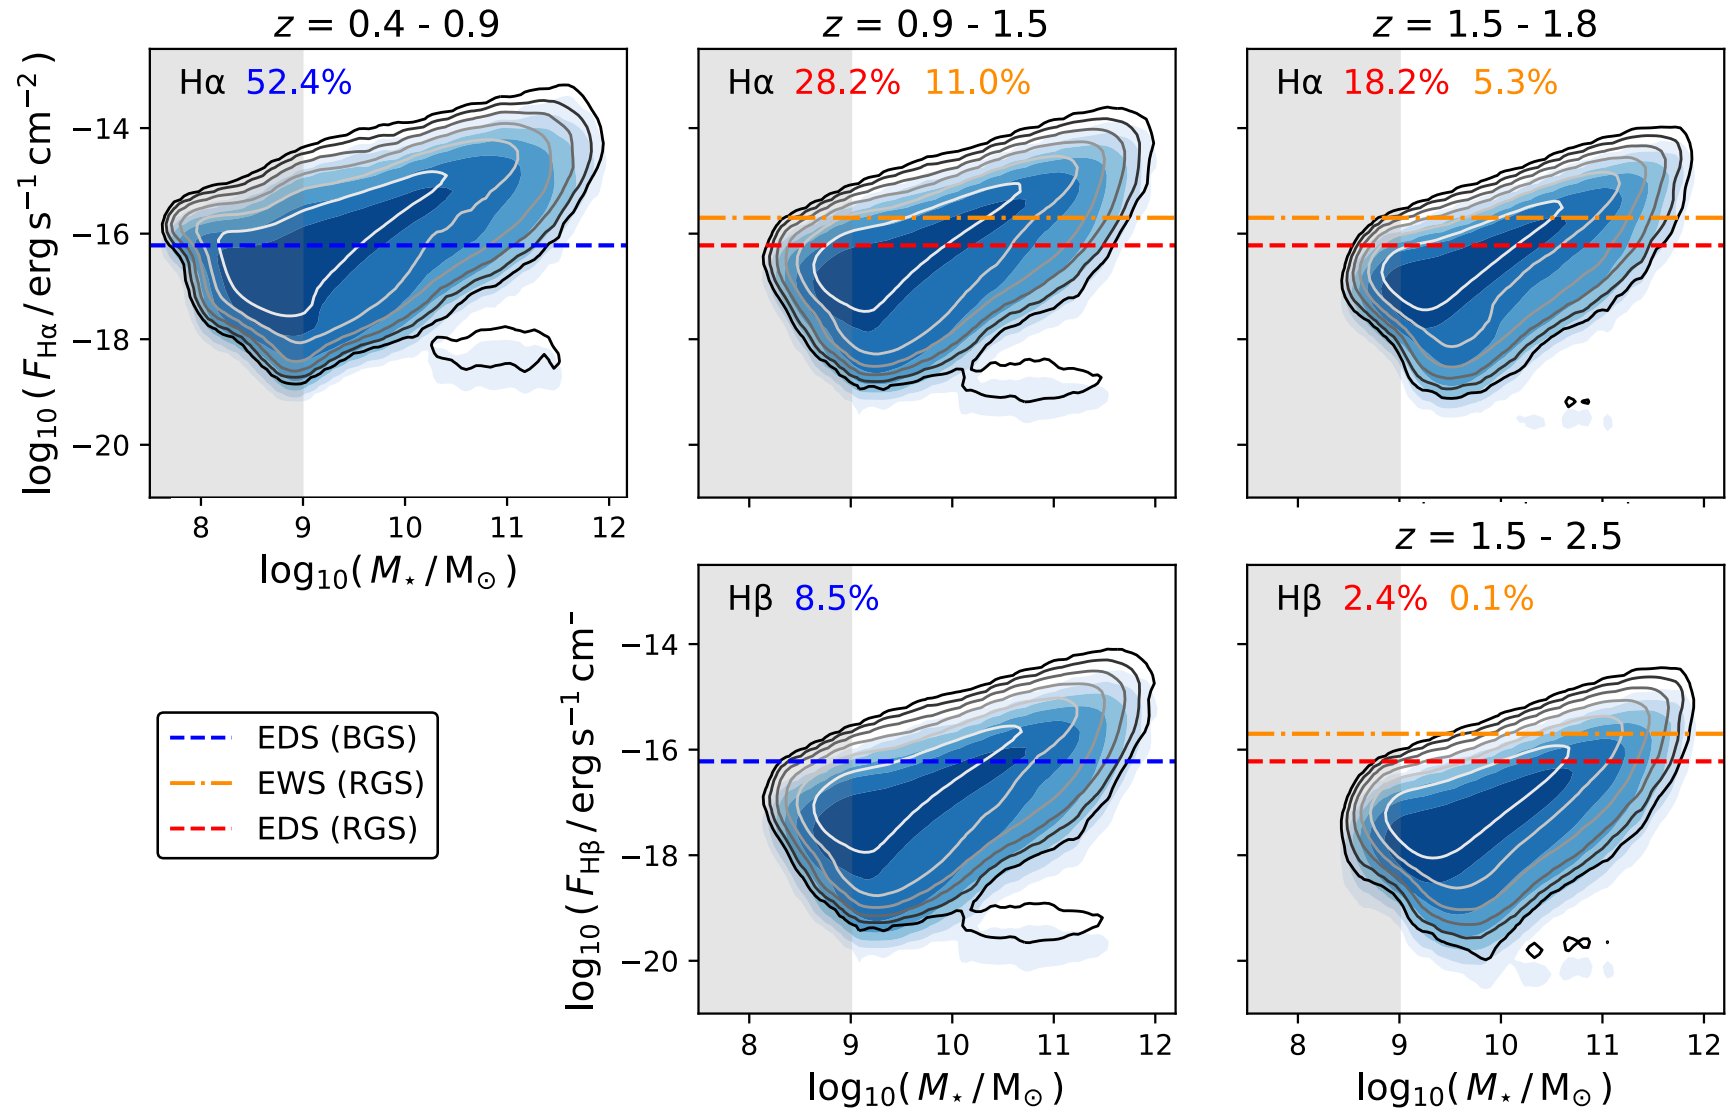 z = 0.4 - 0.9
z = 0.9 - 1.5
z = 1.5 - 1.8
Hα 52.4%
Hα 28.2% 11.0%
Hα 18.2% 5.3%
log₁₀ (F_Hα / erg s⁻¹ cm⁻²)
−14
−16
−18
−20
8 9 10 11 12
log₁₀(M⋆ / M⊙)
z = 1.5 - 2.5
Hβ 8.5%
Hβ 2.4% 0.1%
log₁₀ (F_Hβ / erg s⁻¹ cm⁻
−14
−16
−18
−20
EDS (BGS)
EWS (RGS)
EDS (RGS)
8 9 10 11 12
8 9 10 11 12
log₁₀(M⋆ / M⊙)
log₁₀(M⋆ / M⊙)